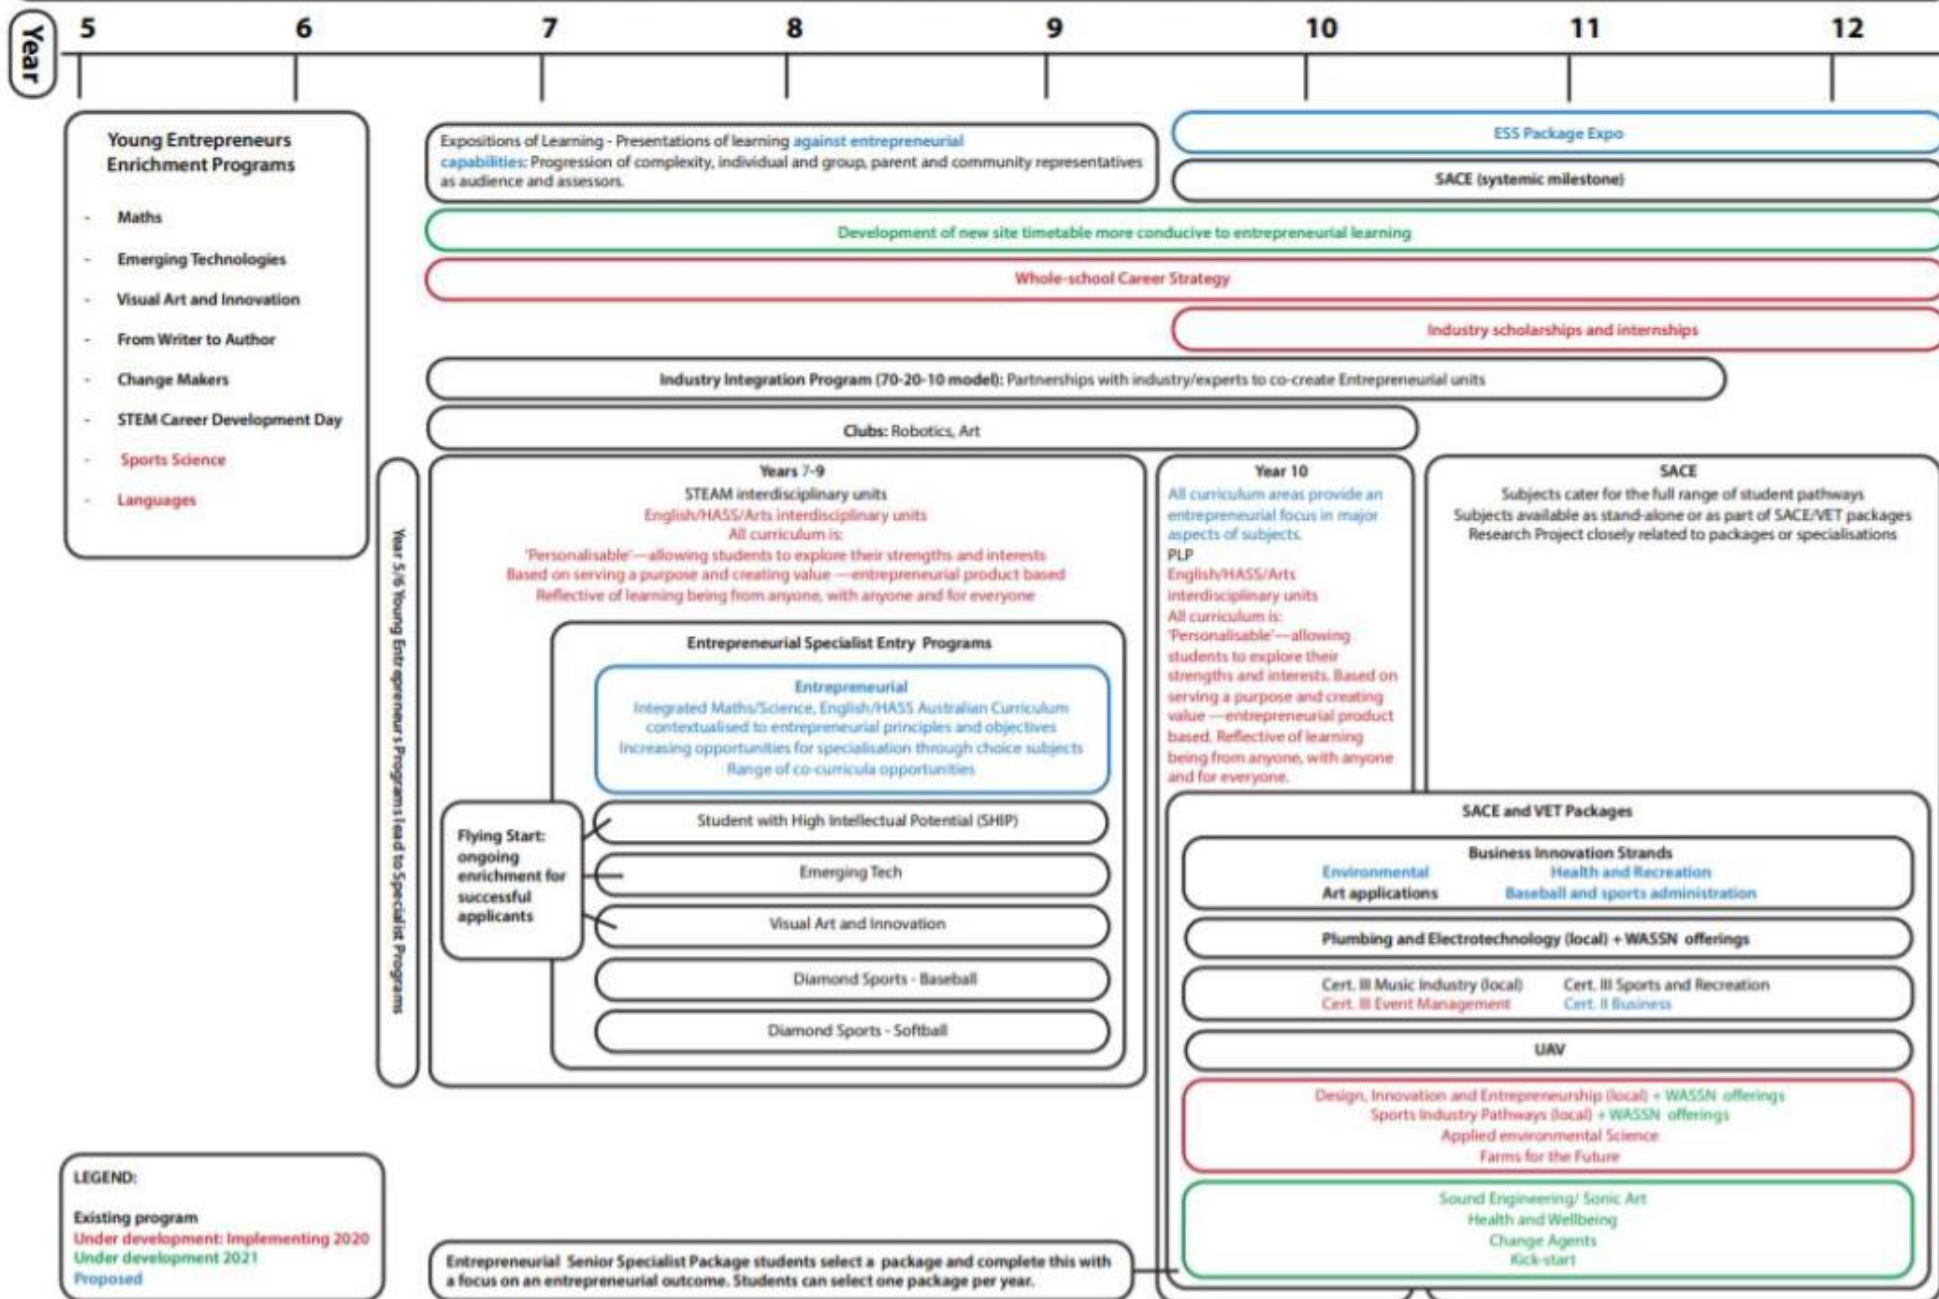 Year
5 6 7 8 9 10 11 12
Young Entrepreneurs
Enrichment Programs
- Maths
- Emerging Technologies
- Visual Art and Innovation
- From Writer to Author
- Change Makers
- STEM Career Development Day
- Sports Science
- Languages
Expositions of Learning - Presentations of learning against entrepreneurial
capabilities: Progression of complexity, individual and group, parent and community representatives
as audience and assessors.
ESS Package Expo
SACE (systemic milestone)
Development of new site timetable more conducive to entrepreneurial learning
Whole-school Career Strategy
Industry scholarships and internships
Industry Integration Program (70-20-10 model): Partnerships with industry/experts to co-create Entrepreneurial units
Clubs: Robotics, Art
Year 5/6 Young Entrepreneurs Programs lead to Specialist Programs
Years 7-9
STEAM interdisciplinary units
English/HASS/Arts interdisciplinary units
All curriculum is:
'Personalisable'—allowing students to explore their strengths and interests
Based on serving a purpose and creating value —entrepreneurial product based
Reflective of learning being from anyone, with anyone and for everyone
Entrepreneurial Specialist Entry Programs
Entrepreneurial
Integrated Maths/Science, English/HASS Australian Curriculum
contextualised to entrepreneurial principles and objectives
Increasing opportunities for specialisation through choice subjects
Range of co-curricula opportunities
Flying Start:
ongoing
enrichment for
successful
applicants
Student with High Intellectual Potential (SHIP)
Emerging Tech
Visual Art and Innovation
Diamond Sports - Baseball
Diamond Sports - Softball
Year 10
All curriculum areas provide an
entrepreneurial focus in major
aspects of subjects.
PLP
English/HASS/Arts
interdisciplinary units
All curriculum is:
'Personalisable'—allowing
students to explore their
strengths and interests. Based on
serving a purpose and creating
value —entrepreneurial product
based. Reflective of learning
being from anyone, with anyone
and for everyone.
SACE
Subjects cater for the full range of student pathways
Subjects available as stand-alone or as part of SACE/VET packages
Research Project closely related to packages or specialisations
SACE and VET Packages
Business Innovation Strands
Environmental Health and Recreation
Art applications Baseball and sports administration
Plumbing and Electrotechnology (local) + WASSN offerings
Cert. III Music Industry (local) Cert. III Sports and Recreation
Cert. III Event Management Cert. II Business
UAV
Design, Innovation and Entrepreneurship (local) + WASSN offerings
Sports Industry Pathways (local) + WASSN offerings
Applied environmental Science
Farms for the Future
Sound Engineering/ Sonic Art
Health and Wellbeing
Change Agents
Kick-start
LEGEND:
Existing program
Under development: Implementing 2020
Under development 2021
Proposed
Entrepreneurial Senior Specialist Package students select a package and complete this with
a focus on an entrepreneurial outcome. Students can select one package per year.